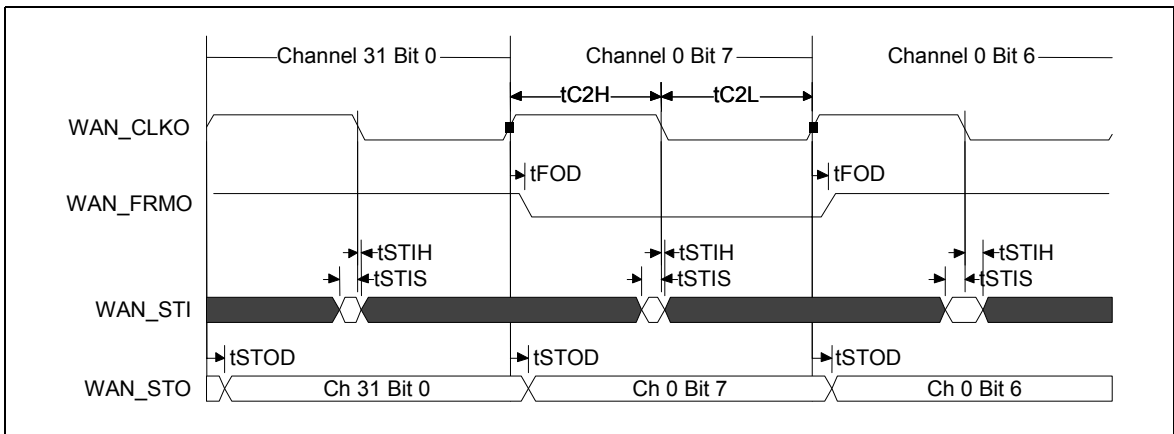 Channel 31 Bit 0 Channel 0 Bit 7 Channel 0 Bit 6
tC2H tC2L
WAN_CLKO
tFOD tFOD
WAN_FRMO
tSTIH tSTIH tSTIH
tSTIS tSTIS tSTIS
WAN_STI
tSTOD tSTOD tSTOD
WAN_STO Ch 31 Bit 0 Ch 0 Bit 7 Ch 0 Bit 6